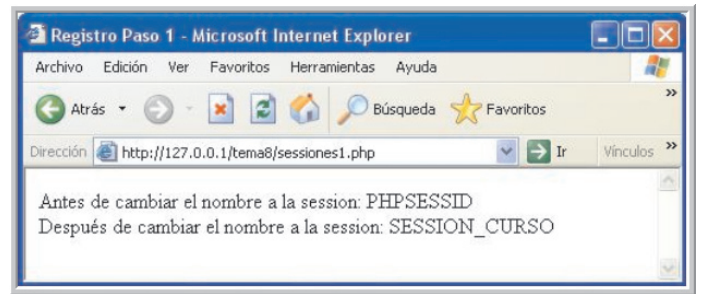 Registro Paso 1 - Microsoft Internet Explorer
Archivo Edición Ver Favoritos Herramientas Ayuda
Atrás Búsqueda Favoritos »
Dirección http://127.0.0.1/tema8/sessiones1.php Ir Vínculos »
Antes de cambiar el nombre a la session: PHPSESSID
Después de cambiar el nombre a la session: SESSION_CURSO